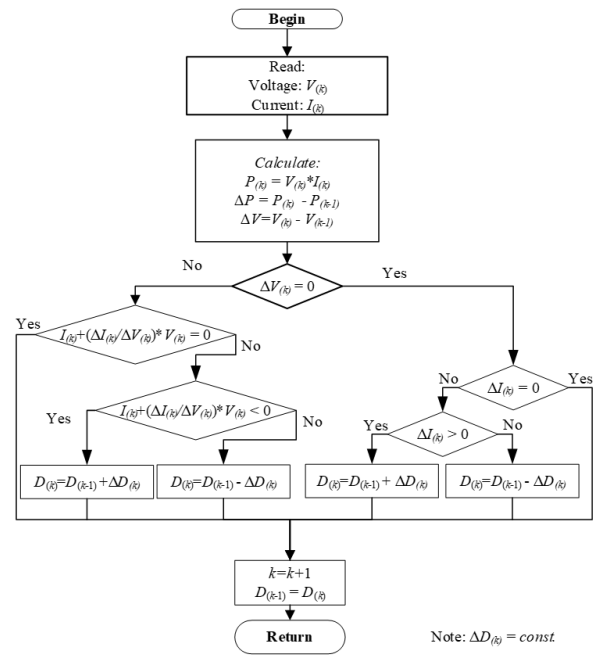 Begin
Read:
Voltage: V(k)
Current: I(k)
Calculate:
P(k) = V(k)*I(k)
ΔP = P(k) - P(k-1)
ΔV=V(k) - V(k-1)
No
Yes
ΔV(k) = 0
Yes
I(k)+(ΔI(k)/ΔV(k))* V(k) = 0
No
No
ΔI(k) = 0
Yes
Yes
I(k)+(ΔI(k)/ΔV(k))* V(k) < 0
No
Yes
ΔI(k) > 0
No
D(k)=D(k-1) +ΔD(k)
D(k)=D(k-1) - ΔD(k)
D(k)=D(k-1) + ΔD(k)
D(k)=D(k-1) - ΔD(k)
k=k+1
D(k-1) = D(k)
Return
Note: ΔD(k) = const.